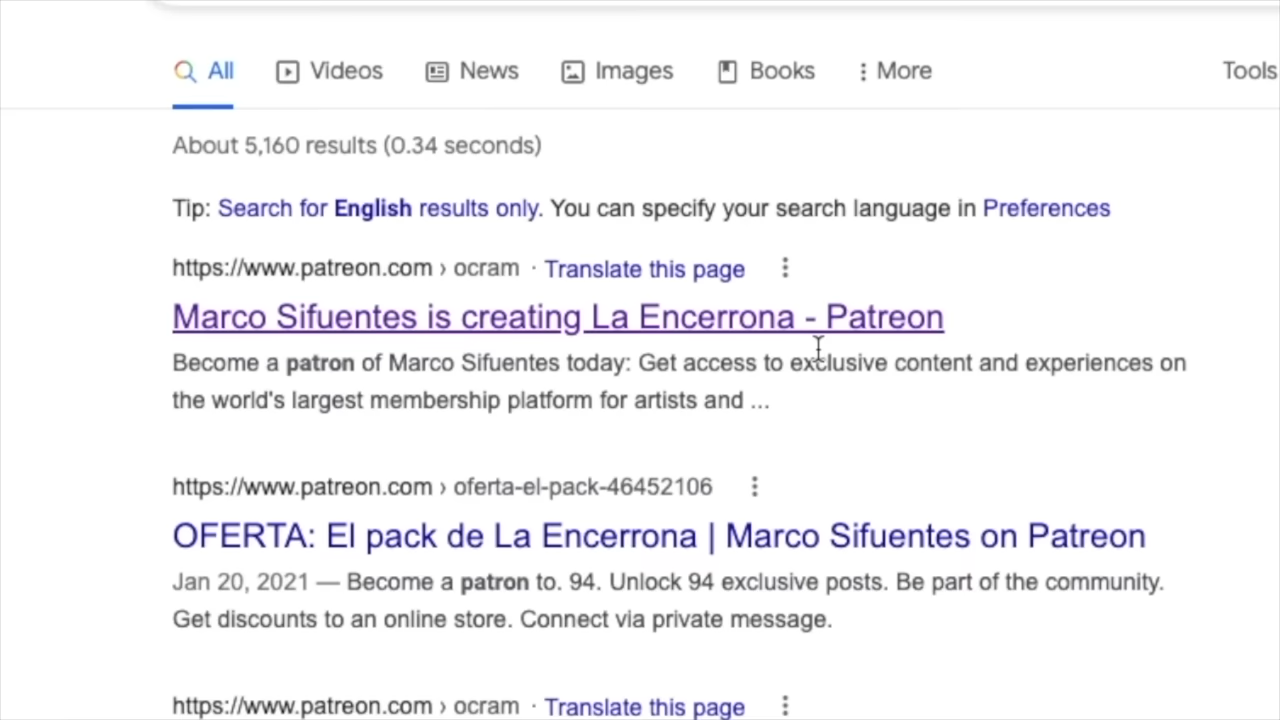 All Videos News Images Books More Tools
About 5,160 results (0.34 seconds)
Tip: Search for English results only. You can specify your search language in Preferences
https://www.patreon.com › ocram · Translate this page
Marco Sifuentes is creating La Encerrona - Patreon
Become a patron of Marco Sifuentes today: Get access to exclusive content and experiences on
the world's largest membership platform for artists and ...
https://www.patreon.com › oferta-el-pack-46452106
OFERTA: El pack de La Encerrona | Marco Sifuentes on Patreon
Jan 20, 2021 — Become a patron to. 94. Unlock 94 exclusive posts. Be part of the community.
Get discounts to an online store. Connect via private message.
https://www.patreon.com › ocram · Translate this page